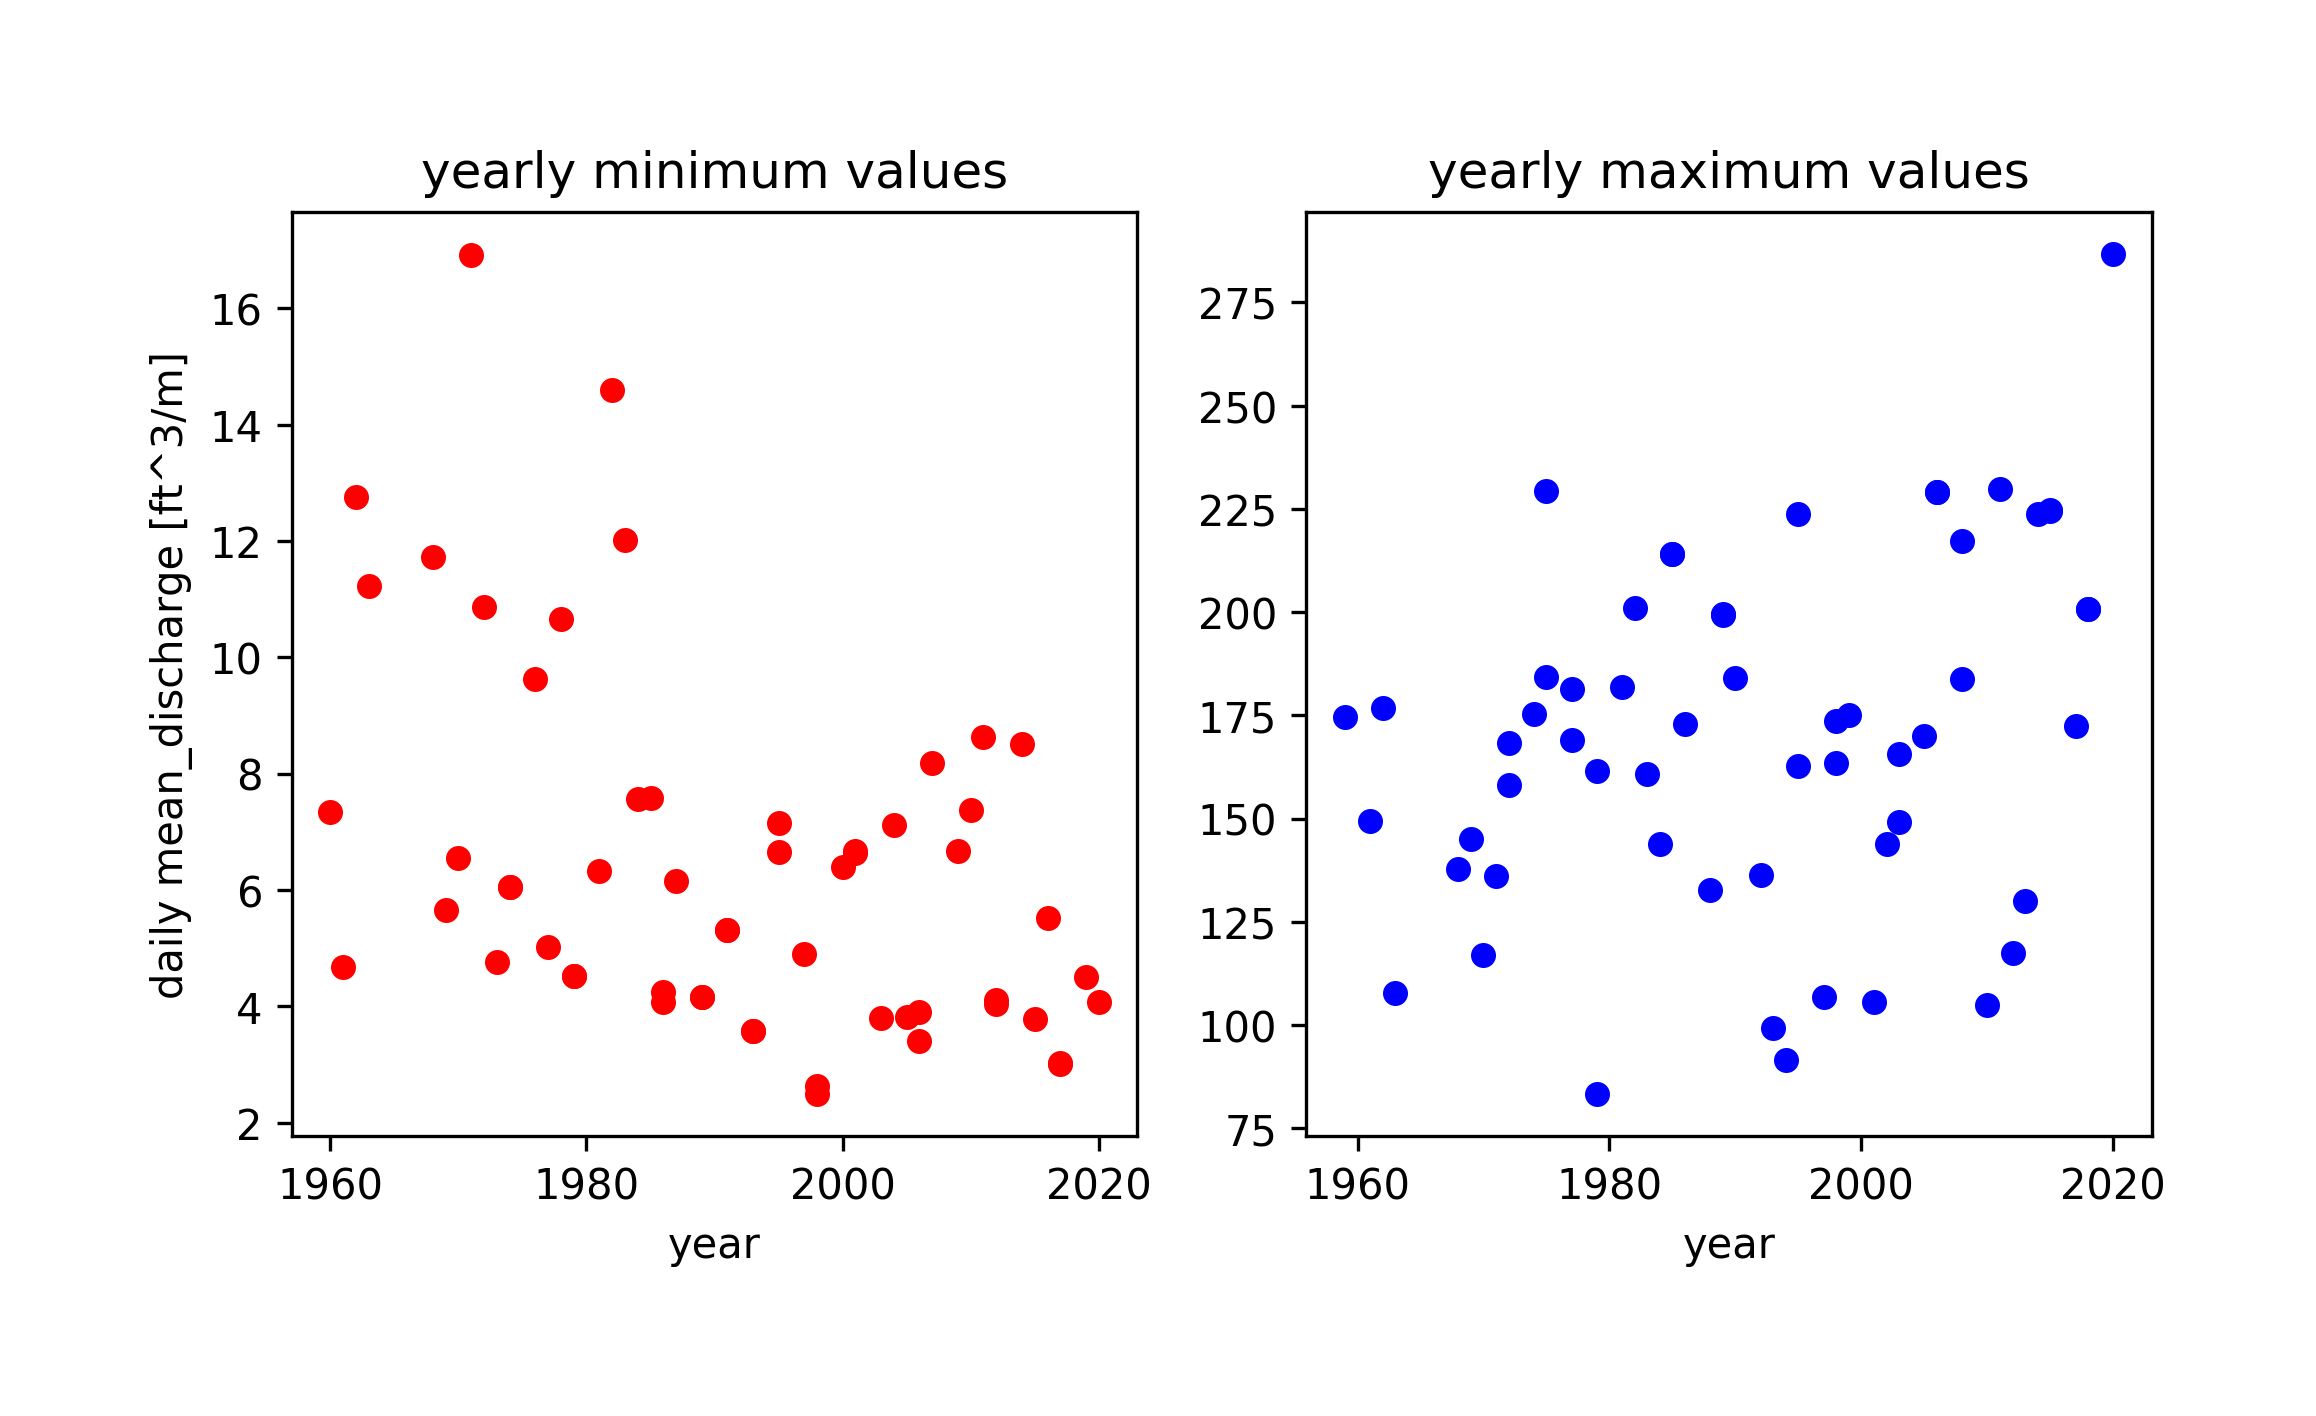 yearly minimum values
daily mean_discharge [ft^3/m]
16
14
12
10
8
6
4
2
1960 1980 2000 2020
year
yearly maximum values
275
250
225
200
175
150
125
100
75
1960 1980 2000 2020
year